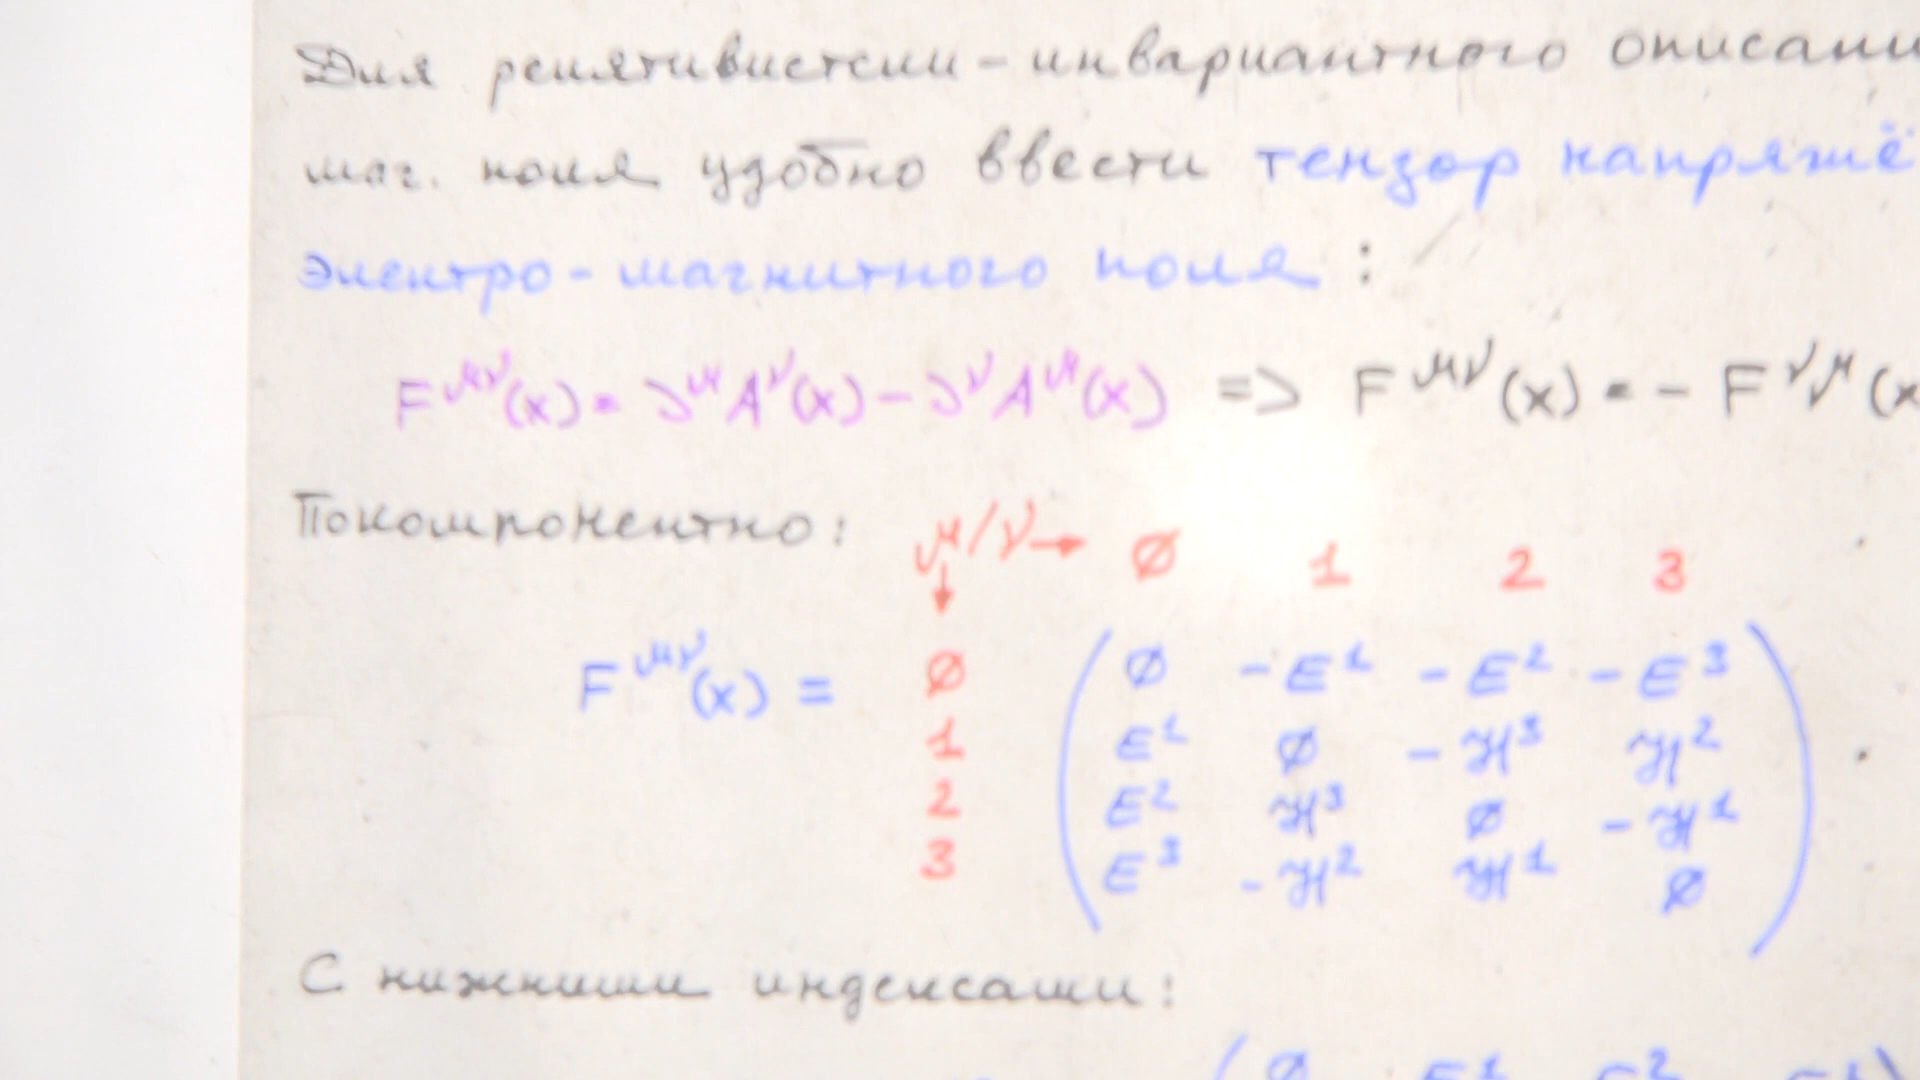 Для релятивистски-инвариантного описани
маг. поля удобно ввести тензор напряжё
электро-магнитного поля:
F^μν(x) = ∂^μ A^ν(x) − ∂^ν A^μ(x) => F^μν(x) = − F^νμ(x
Покомпонентно: μ/ν → Ø 1 2 3
↓
F^μν(x) = Ø ( Ø −E¹ −E² −E³ )
1 E¹ Ø −H³ H²
2 E² H³ Ø −H¹
3 E³ −H² H¹ Ø
С нижними индексами:
( Ø E¹ E²